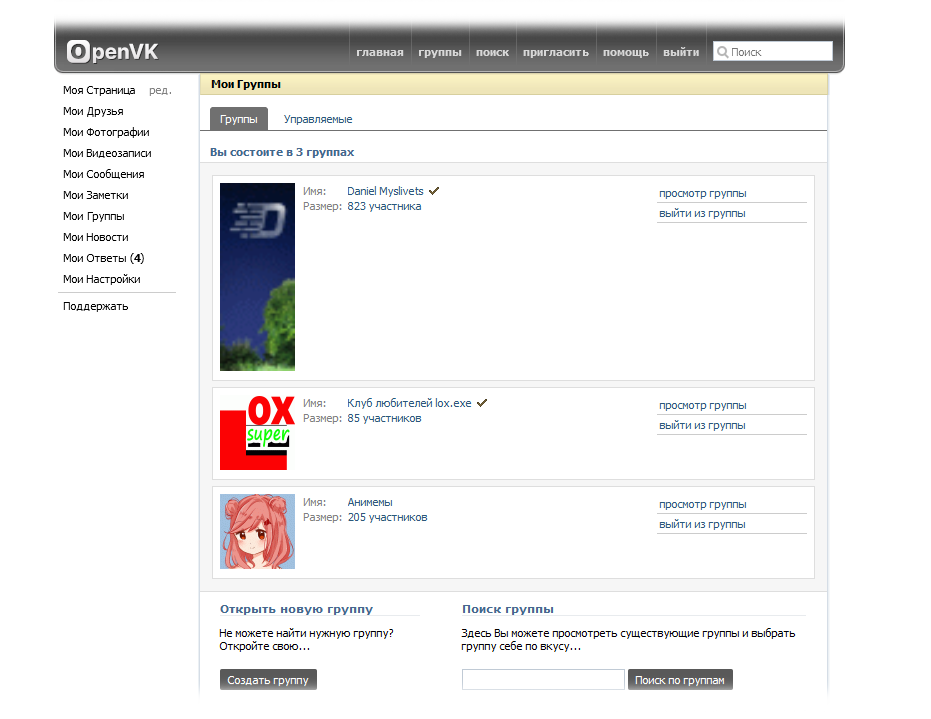 OpenVK
главная группы поиск пригласить помощь выйти Поиск
Моя Страница ред.
Мои Друзья
Мои Фотографии
Мои Видеозаписи
Мои Сообщения
Мои Заметки
Мои Группы
Мои Новости
Мои Ответы (4)
Мои Настройки
Поддержать
Мои Группы
Группы Управляемые
Вы состоите в 3 группах
Имя: Daniel Myslivets
Размер: 823 участника
просмотр группы
выйти из группы
OX
super
Имя: Клуб любителей lox.exe
Размер: 85 участников
просмотр группы
выйти из группы
Имя: Анимемы
Размер: 205 участников
просмотр группы
выйти из группы
Открыть новую группу
Не можете найти нужную группу?
Откройте свою...
Создать группу
Поиск группы
Здесь Вы можете просмотреть существующие группы и выбрать
группу себе по вкусу...
Поиск по группам